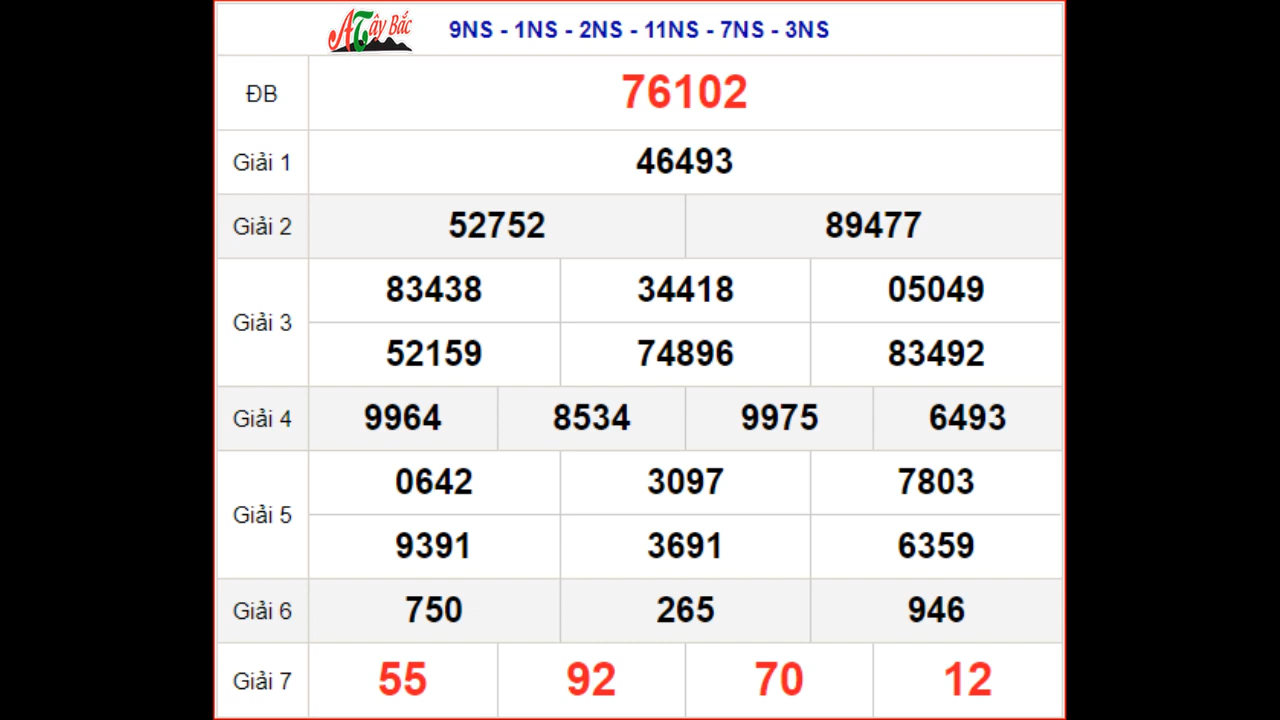 ATây Bắc 9NS - 1NS - 2NS - 11NS - 7NS - 3NS
ĐB 76102
Giải 1 46493
Giải 2 52752 89477
Giải 3 83438 34418 05049
52159 74896 83492
Giải 4 9964 8534 9975 6493
Giải 5 0642 3097 7803
9391 3691 6359
Giải 6 750 265 946
Giải 7 55 92 70 12